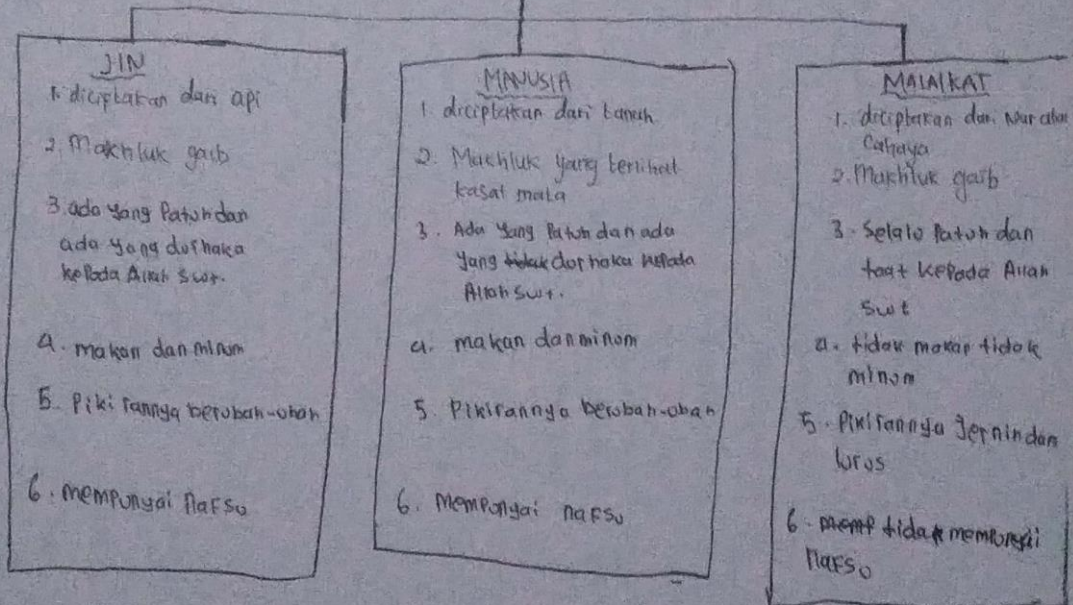 JIN
1. diciptakan dari api
2. Makhluk gaib
3. ada yang Patuh dan
ada yang durhaka
kepada Allah Swt.
4. makan dan minum
5. Pikirannya berubah-ubah
6. mempunyai nafsu
MANUSIA
1. diciptakan dari tanah
2. Makhluk yang terlihat
kasat mata
3. Ada yang Patuh dan ada
yang tidak durhaka kepada
Allah Swt.
4. makan dan minum
5. Pikirannya berubah-ubah
6. Mempunyai nafsu
MALAIKAT
1. diciptakan dari Nur atau
Cahaya
2. Makhluk gaib
3. Selalu Patuh dan
taat kepada Allah
Swt
4. tidak makan tidak
minum
5. Pikirannya Jernih dan
lurus
6. memp tidak mempunyai
nafsu